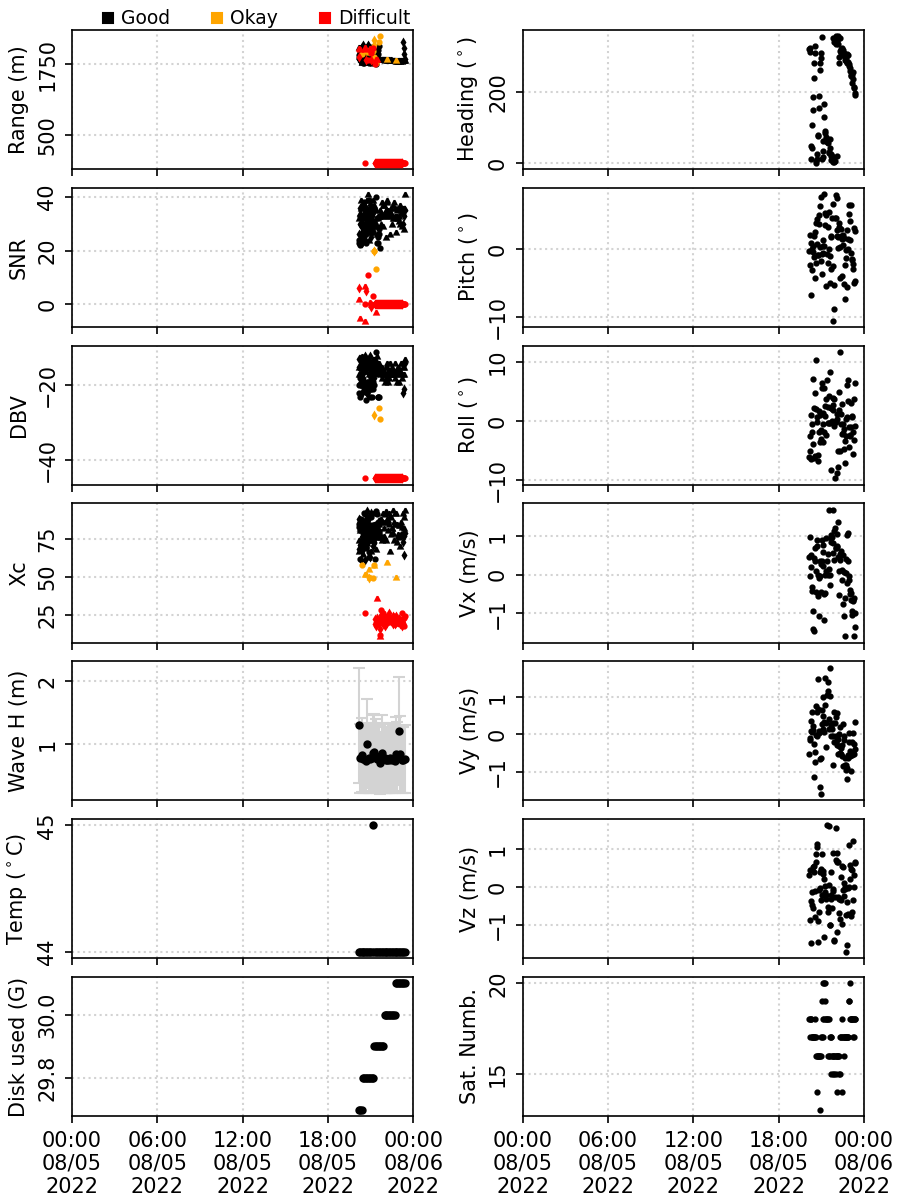 Good Okay Difficult
Range (m)
1750
500
Heading (°)
200
0
SNR
40
20
0
Pitch (°)
0
−10
DBV
−20
−40
Roll (°)
10
0
−10
Xc
75
50
25
Vx (m/s)
1
0
−1
Wave H (m)
2
1
Vy (m/s)
1
0
−1
Temp (°C)
45
44
Vz (m/s)
1
0
−1
Disk used (G)
30.0
29.8
Sat. Numb.
20
15
00:00 06:00 12:00 18:00 00:00
08/05 08/05 08/05 08/05 08/06
2022 2022 2022 2022 2022
00:00 06:00 12:00 18:00 00:00
08/05 08/05 08/05 08/05 08/06
2022 2022 2022 2022 2022